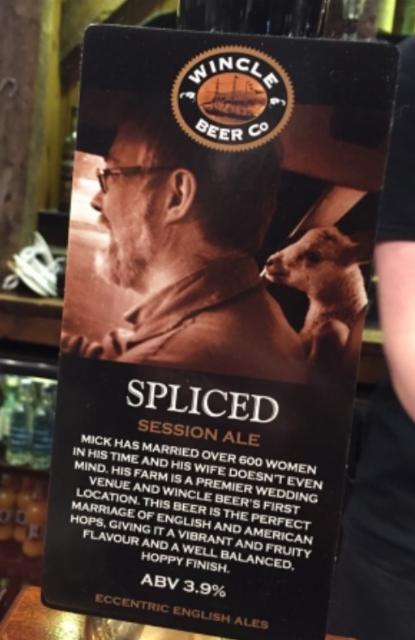 WINCLE
BEER Co
SPLICED
SESSION ALE
MICK HAS MARRIED OVER 600 WOMEN
IN HIS TIME AND HIS WIFE DOESN'T EVEN
MIND. HIS FARM IS A PREMIER WEDDING
VENUE AND WINCLE BEER'S FIRST
LOCATION. THIS BEER IS THE PERFECT
MARRIAGE OF ENGLISH AND AMERICAN
HOPS, GIVING IT A VIBRANT AND FRUITY
FLAVOUR AND A WELL BALANCED,
HOPPY FINISH.
ABV 3.9%
ECCENTRIC ENGLISH ALES